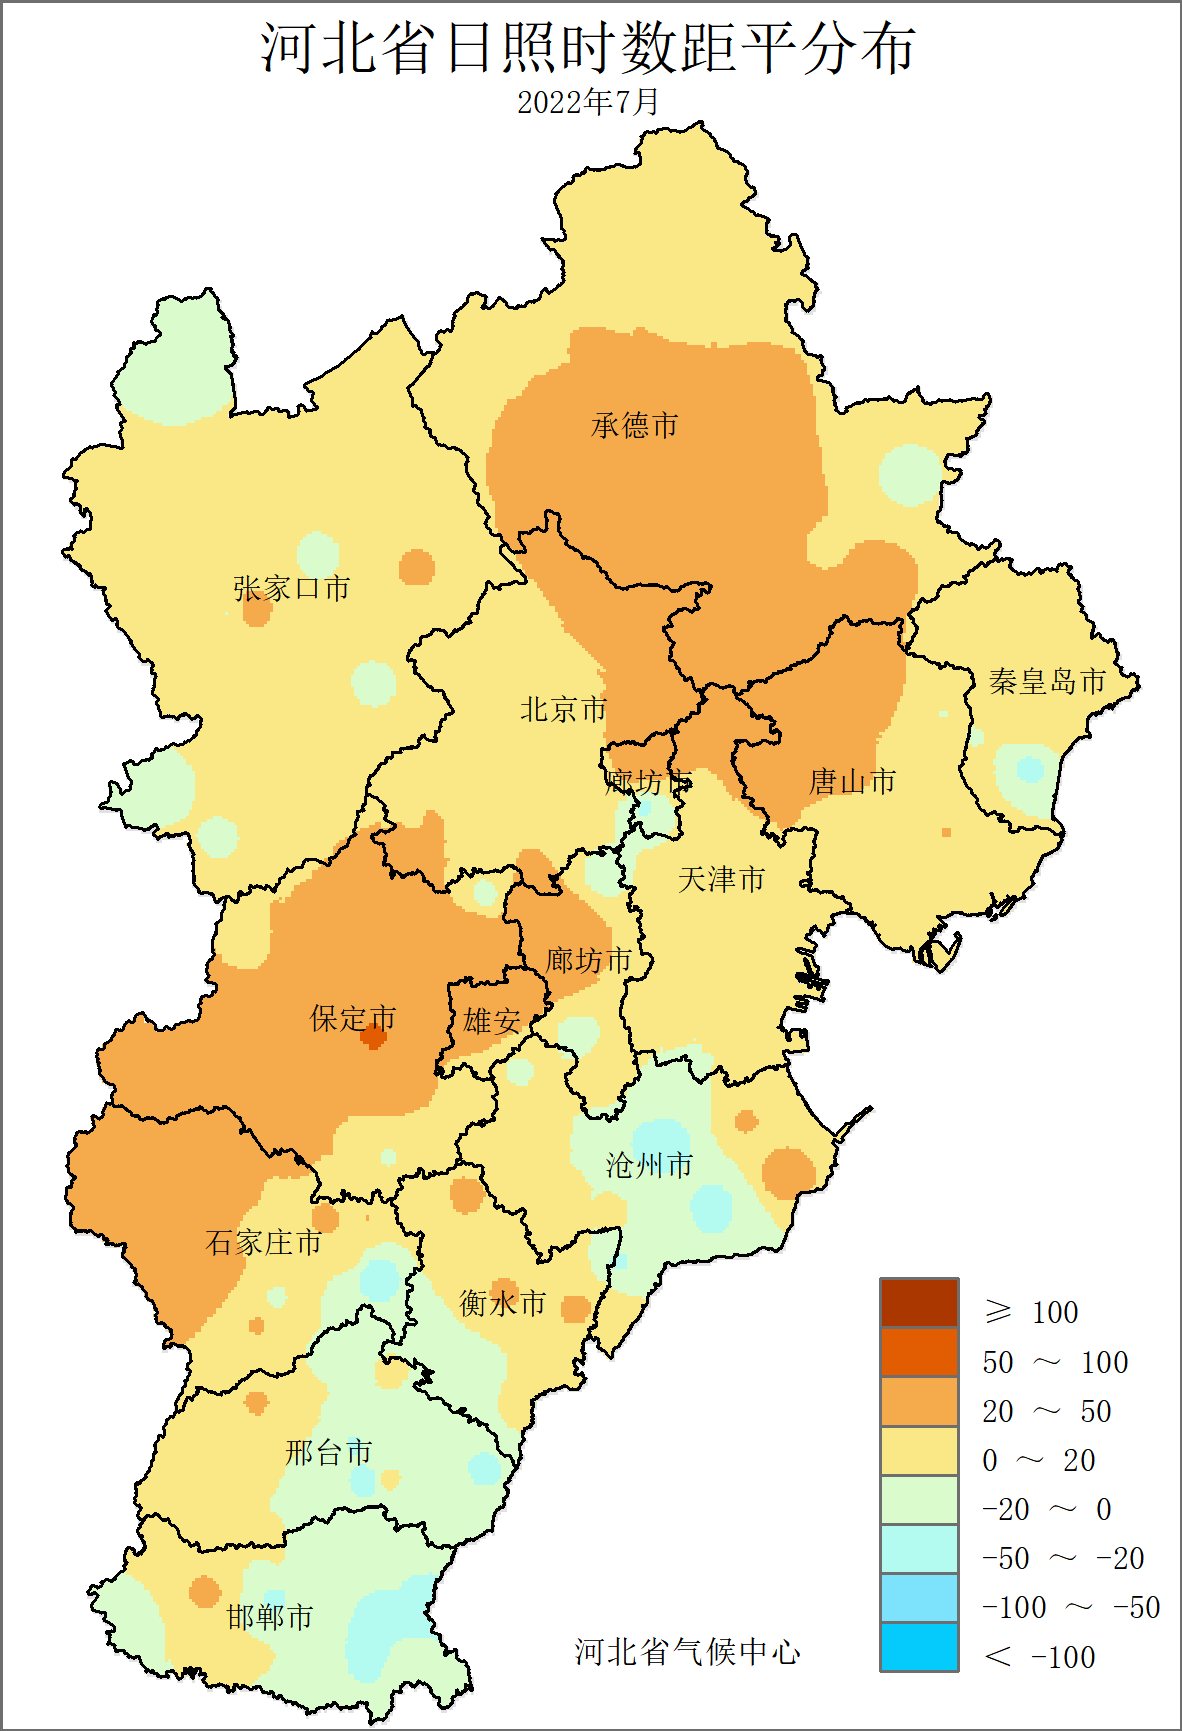 河北省日照时数距平分布
2022年7月
承德市
张家口市
秦皇岛市
北京市
廊坊市
唐山市
天津市
廊坊市
保定市
雄安
沧州市
石家庄市
衡水市
邢台市
邯郸市
≥ 100
50 ～ 100
20 ～ 50
0 ～ 20
-20 ～ 0
-50 ～ -20
-100 ～ -50
< -100
河北省气候中心